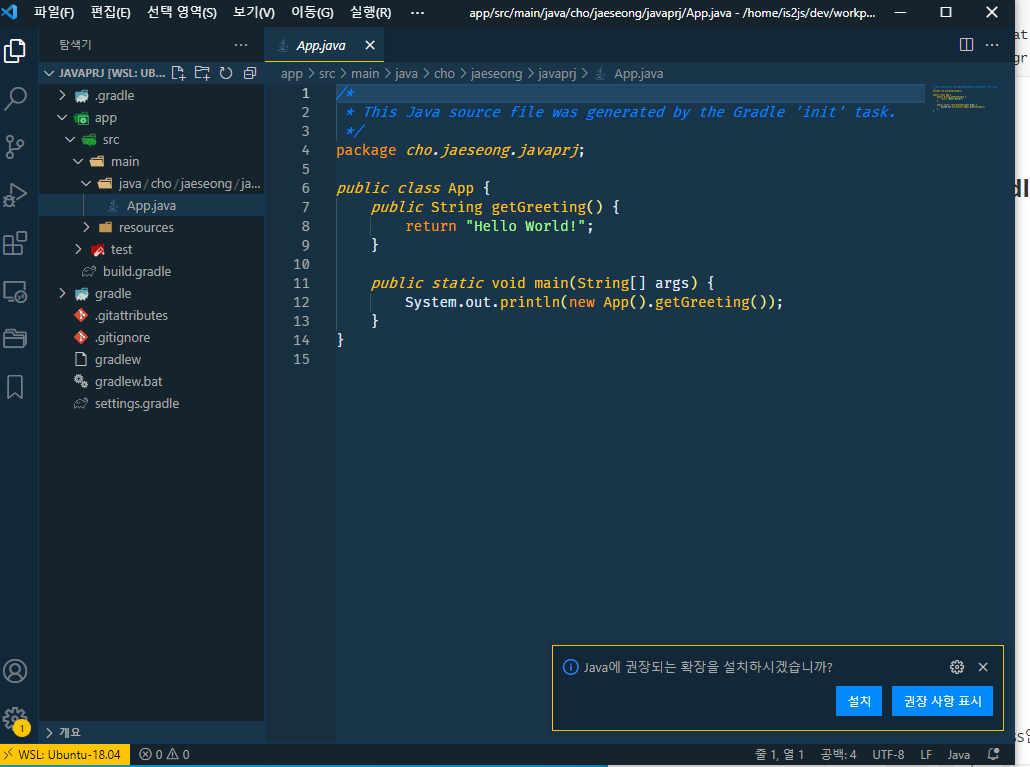 파일(F) 편집(E) 선택 영역(S) 보기(V) 이동(G) 실행(R) ··· app/src/main/java/cho/jaeseong/javaprj/App.java - /home/is2js/dev/workp...
탐색기 ···
App.java
JAVAPRJ [WSL: UB...
app > src > main > java > cho > jaeseong > javaprj > App.java
.gradle
app
src
main
java / cho / jaeseong / ja...
App.java
resources
test
build.gradle
gradle
.gitattributes
.gitignore
gradlew
gradlew.bat
settings.gradle
1 /*
2  * This Java source file was generated by the Gradle 'init' task.
3  */
4 package cho.jaeseong.javaprj;
5
6 public class App {
7     public String getGreeting() {
8         return "Hello World!";
9     }
10
11     public static void main(String[] args) {
12         System.out.println(new App().getGreeting());
13     }
14 }
15
Java에 권장되는 확장을 설치하시겠습니까?
설치 권장 사항 표시
개요
1
WSL: Ubuntu-18.04 0 0 줄 1, 열 1 공백: 4 UTF-8 LF Java
at
gr
dl